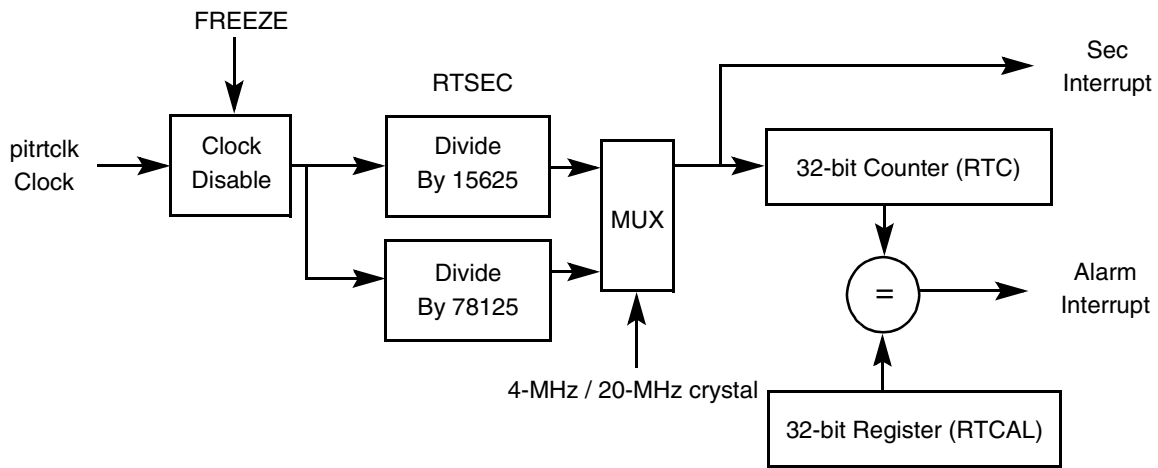 FREEZE
Sec
Interrupt
RTSEC
pitrtclk
Clock
Clock
Disable
Divide
By 15625
MUX
32-bit Counter (RTC)
Divide
By 78125
=
Alarm
Interrupt
4-MHz / 20-MHz crystal
32-bit Register (RTCAL)